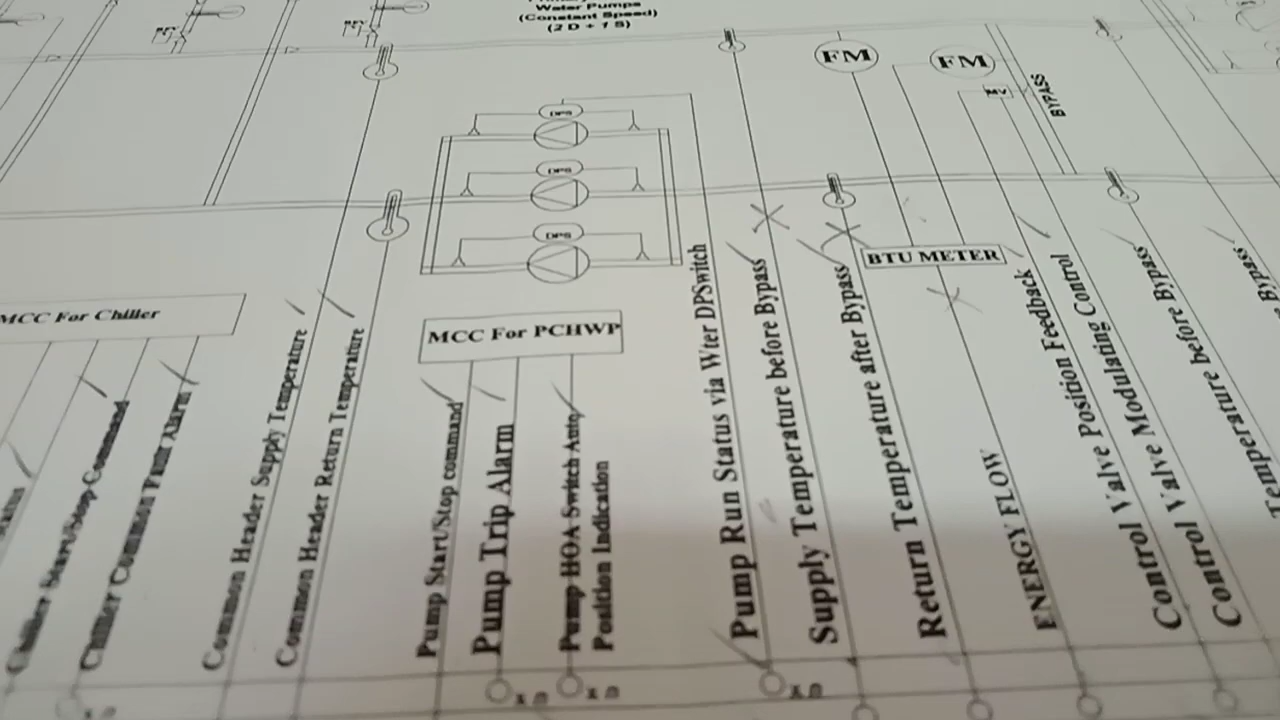 Water Pumps
(Constant Speed)
(2 D + 1 S)
FM
FM
MV
BYPASS
DPS
DPS
DPS
BTU METER
MCC For Chiller
MCC For PCHWP
Chiller Start/Stop Command
Chiller Common Fault Alarm
Common Header Supply Temperature
Common Header Return Temperature
Pump Start/Stop command
Pump Trip Alarm
Pump HOA Switch Auto
Position Indication
Pump Run Status via Wter DPSwitch
Supply Temperature before Bypass
Return Temperature after Bypass
ENERGY FLOW
Control Valve Position Feedback
Control Valve Modulating Control
Control Valve before Bypass
Temperature before Bypass
Bypass